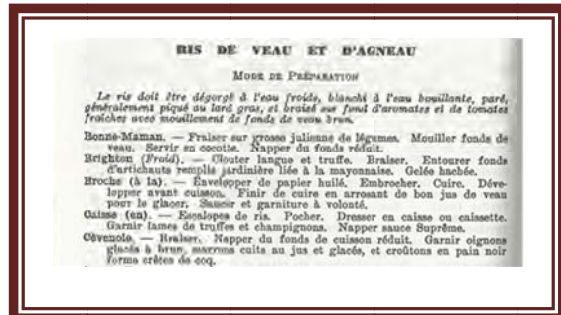 RIS DE VEAU ET D'AGNEAU
MODE DE PRÉPARATION
Le ris doit être dégorgé à l'eau froide, blanchi à l'eau bouillante, paré,
généralement piqué au lard gras, et braisé sur fond d'aromates et de tomates
fraîches avec mouillement de fonds de veau brun.
Bonne-Maman. — Braiser sur grosse julienne de légumes. Mouiller fonds de
veau. Servir en cocotte. Napper du fonds réduit.
Brighton (Froid). — Clouter langue et truffe. Braiser. Entourer fonds
d'artichauts remplis jardinière liée à la mayonnaise. Gelée hachée.
Broche (à la). — Envelopper de papier huilé. Embrocher. Cuire. Déve-
lopper avant cuisson. Finir de cuire en arrosant de bon jus de veau
pour le glacer. Saucer et garniture à volonté.
Caisse (en). — Escalopes de ris. Pocher. Dresser en caisse ou caissette.
Garnir lames de truffes et champignons. Napper sauce Suprême.
Cévenole. — Braiser. Napper du fonds de cuisson réduit. Garnir oignons
glacés à brun, marrons cuits au jus et glacés, et croûtons en pain noir
forme crêtes de coq.